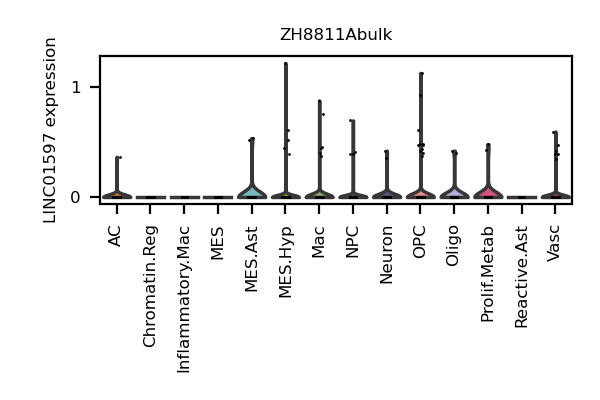 ZH8811Abulk
LINC01597 expression
1
0
AC
Chromatin.Reg
Inflammatory.Mac
MES
MES.Ast
MES.Hyp
Mac
NPC
Neuron
OPC
Oligo
Prolif.Metab
Reactive.Ast
Vasc